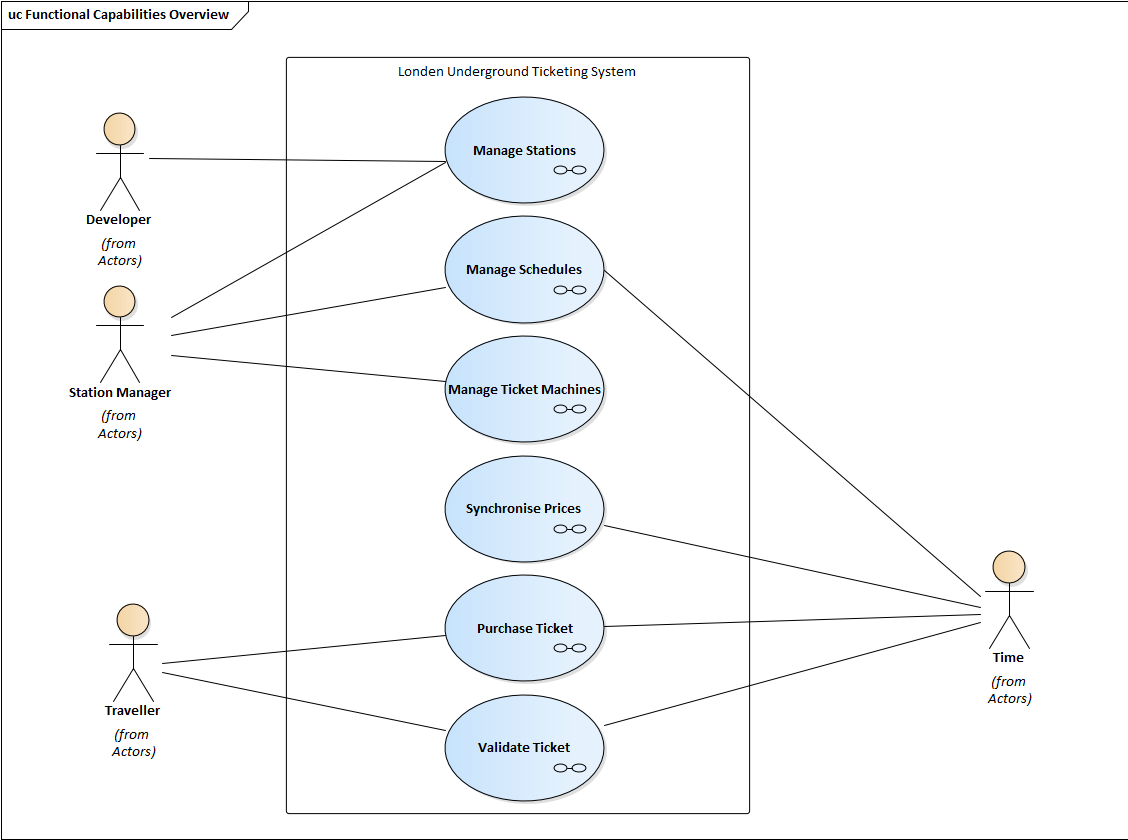 uc Functional Capabilities Overview
Londen Underground Ticketing System
Manage Stations
Developer
(from
Actors)
Manage Schedules
Station Manager
(from
Actors)
Manage Ticket Machines
Synchronise Prices
Purchase Ticket
Time
(from
Actors)
Traveller
(from
Actors)
Validate Ticket